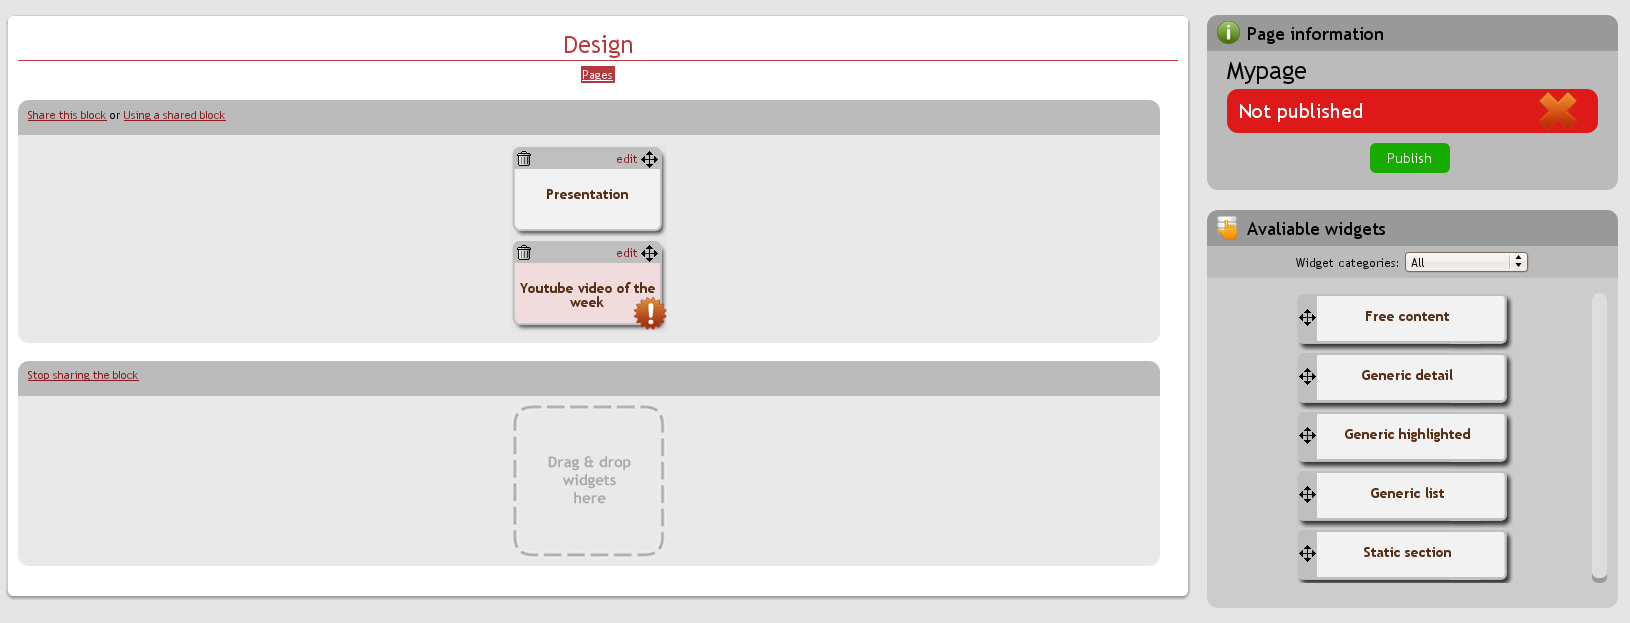 Design
Pages
Share this block or Using a shared block
edit
Presentation
edit
Youtube video of the
week
Stop sharing the block
Drag & drop
widgets
here
Page information
Mypage
Not published
Publish
Avaliable widgets
Widget categories: All
Free content
Generic detail
Generic highlighted
Generic list
Static section